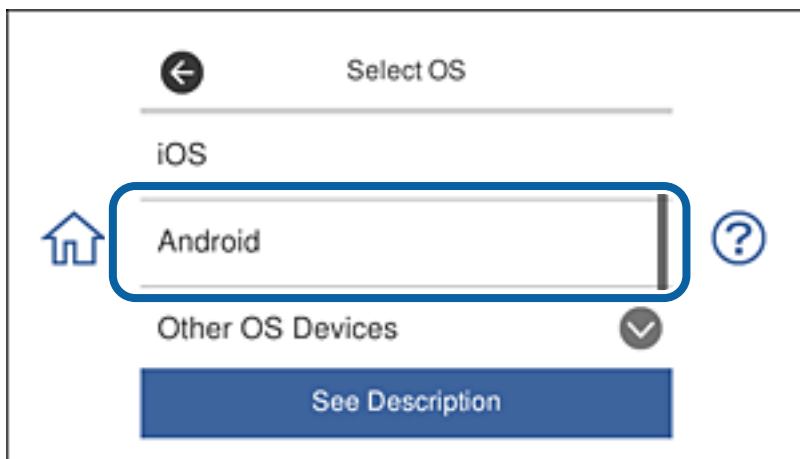 Select OS
iOS
Android
?
Other OS Devices
See Description